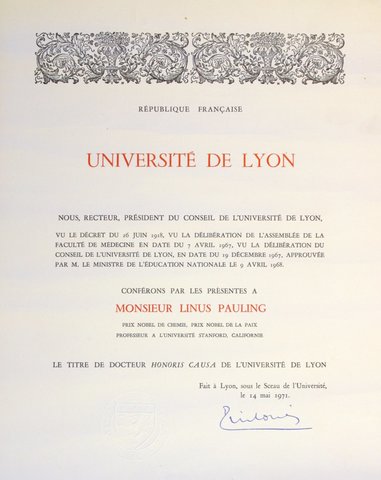 RÉPUBLIQUE FRANÇAISE
UNIVERSITÉ DE LYON
NOUS, RECTEUR, PRÉSIDENT DU CONSEIL DE L'UNIVERSITÉ DE LYON,
VU LE DÉCRET DU 26 JUIN 1918, VU LA DÉLIBÉRATION DE L'ASSEMBLÉE DE LA
FACULTÉ DE MEDECINE EN DATE DU 7 AVRIL 1967, VU LA DÉLIBÉRATION DU
CONSEIL DE L'UNIVERSITÉ DE LYON, EN DATE DU 19 DÉCEMBRE 1967, APPROUVÉE
PAR M. LE MINISTRE DE L'ÉDUCATION NATIONALE LE 9 AVRIL 1968.
CONFÉRONS PAR LES PRÉSENTES A
MONSIEUR LINUS PAULING
PRIX NOBEL DE CHIMIE, PRIX NOBEL DE LA PAIX
PROFESSEUR A L'UNIVERSITÉ STANFORD, CALIFORNIE
LE TITRE DE DOCTEUR HONORIS CAUSA DE L'UNIVERSITÉ DE LYON
Fait à Lyon, sous le Sceau de l'Université,
le 14 mai 1971.